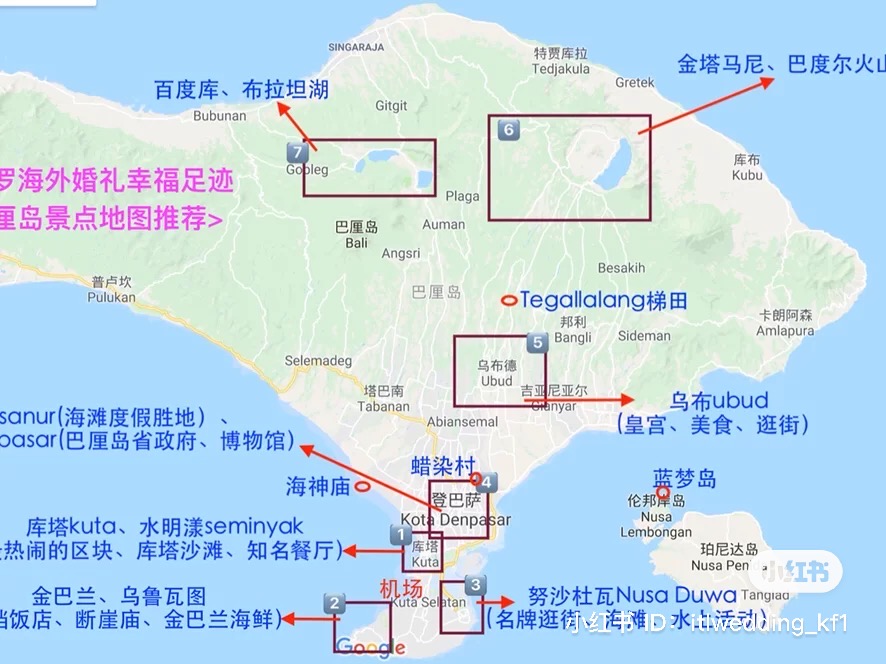 SINGARAJA
特贾库拉
Tedjakula
金塔马尼、巴度尔火山
百度库、布拉坦湖
Gretek
Gitgit
Bubunan
6
7
Gobleg
库布
Kubu
罗海外婚礼幸福足迹
Plaga
厘岛景点地图推荐>
巴厘岛
Bali
Auman
Angsri
Besakih
普卢坎
Pulukan
巴厘岛
Tegallalang梯田
邦利
Bangli
卡朗阿森
Amlapura
Sideman
5
Selemadeg
乌布德
Ubud
塔巴南
Tabanan
吉亚尼亚尔
Gianyar
乌布ubud
(皇宫、美食、逛街)
sanur(海滩度假胜地）、
pasar(巴厘岛省政府、博物馆)
Abiansemal
蜡染村
4
蓝梦岛
海神庙
登巴萨
Kota Denpasar
伦邦岸岛
Nusa
Lembongan
库塔kuta、水明漾seminyak
热闹的区块、库塔沙滩、知名餐厅)
1
库塔
Kuta
珀尼达岛
Nusa Penida
小红书
机场
3
金巴兰、乌鲁瓦图
2
Kuta Selatan
努沙杜瓦Nusa Duwa
Tanglad
档饭店、断崖庙、金巴兰海鲜)
(名牌逛街、海滩、水上活动)
Google
小红书 ID：itlwedding_kf1